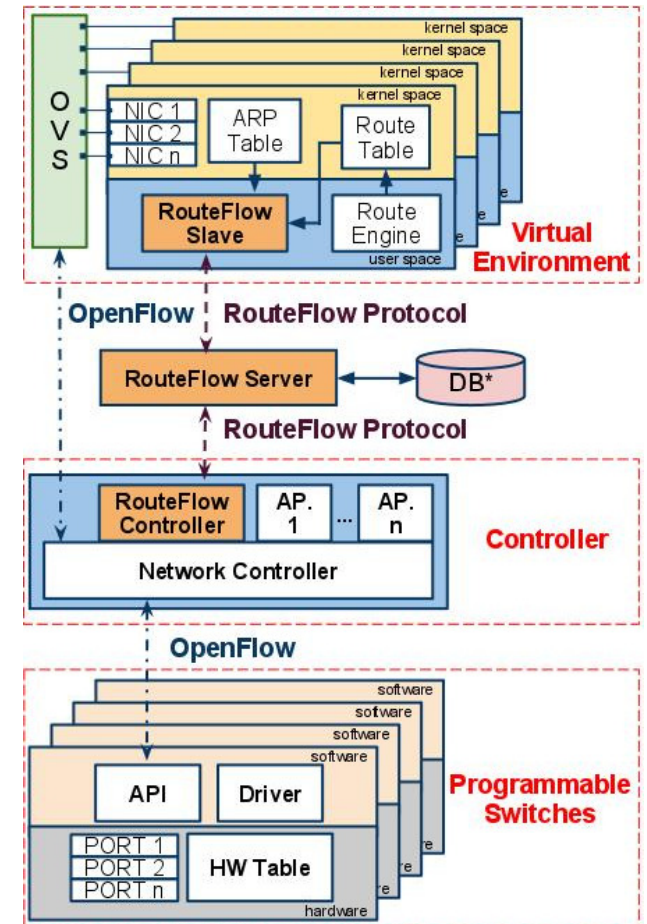 kernel space
kernel space
kernel space
kernel space
O
V
S
NIC 1
NIC 2
NIC n
ARP
Table
Route
Table
RouteFlow
Slave
Route
Engine
user space
e
e
e
Virtual
Environment
OpenFlow
RouteFlow Protocol
RouteFlow Server
DB*
RouteFlow Protocol
RouteFlow
Controller
AP.
1
...
AP.
n
Network Controller
Controller
OpenFlow
software
software
software
software
API
Driver
PORT 1
PORT 2
PORT n
HW Table
hardware
re
re
re
Programmable
Switches